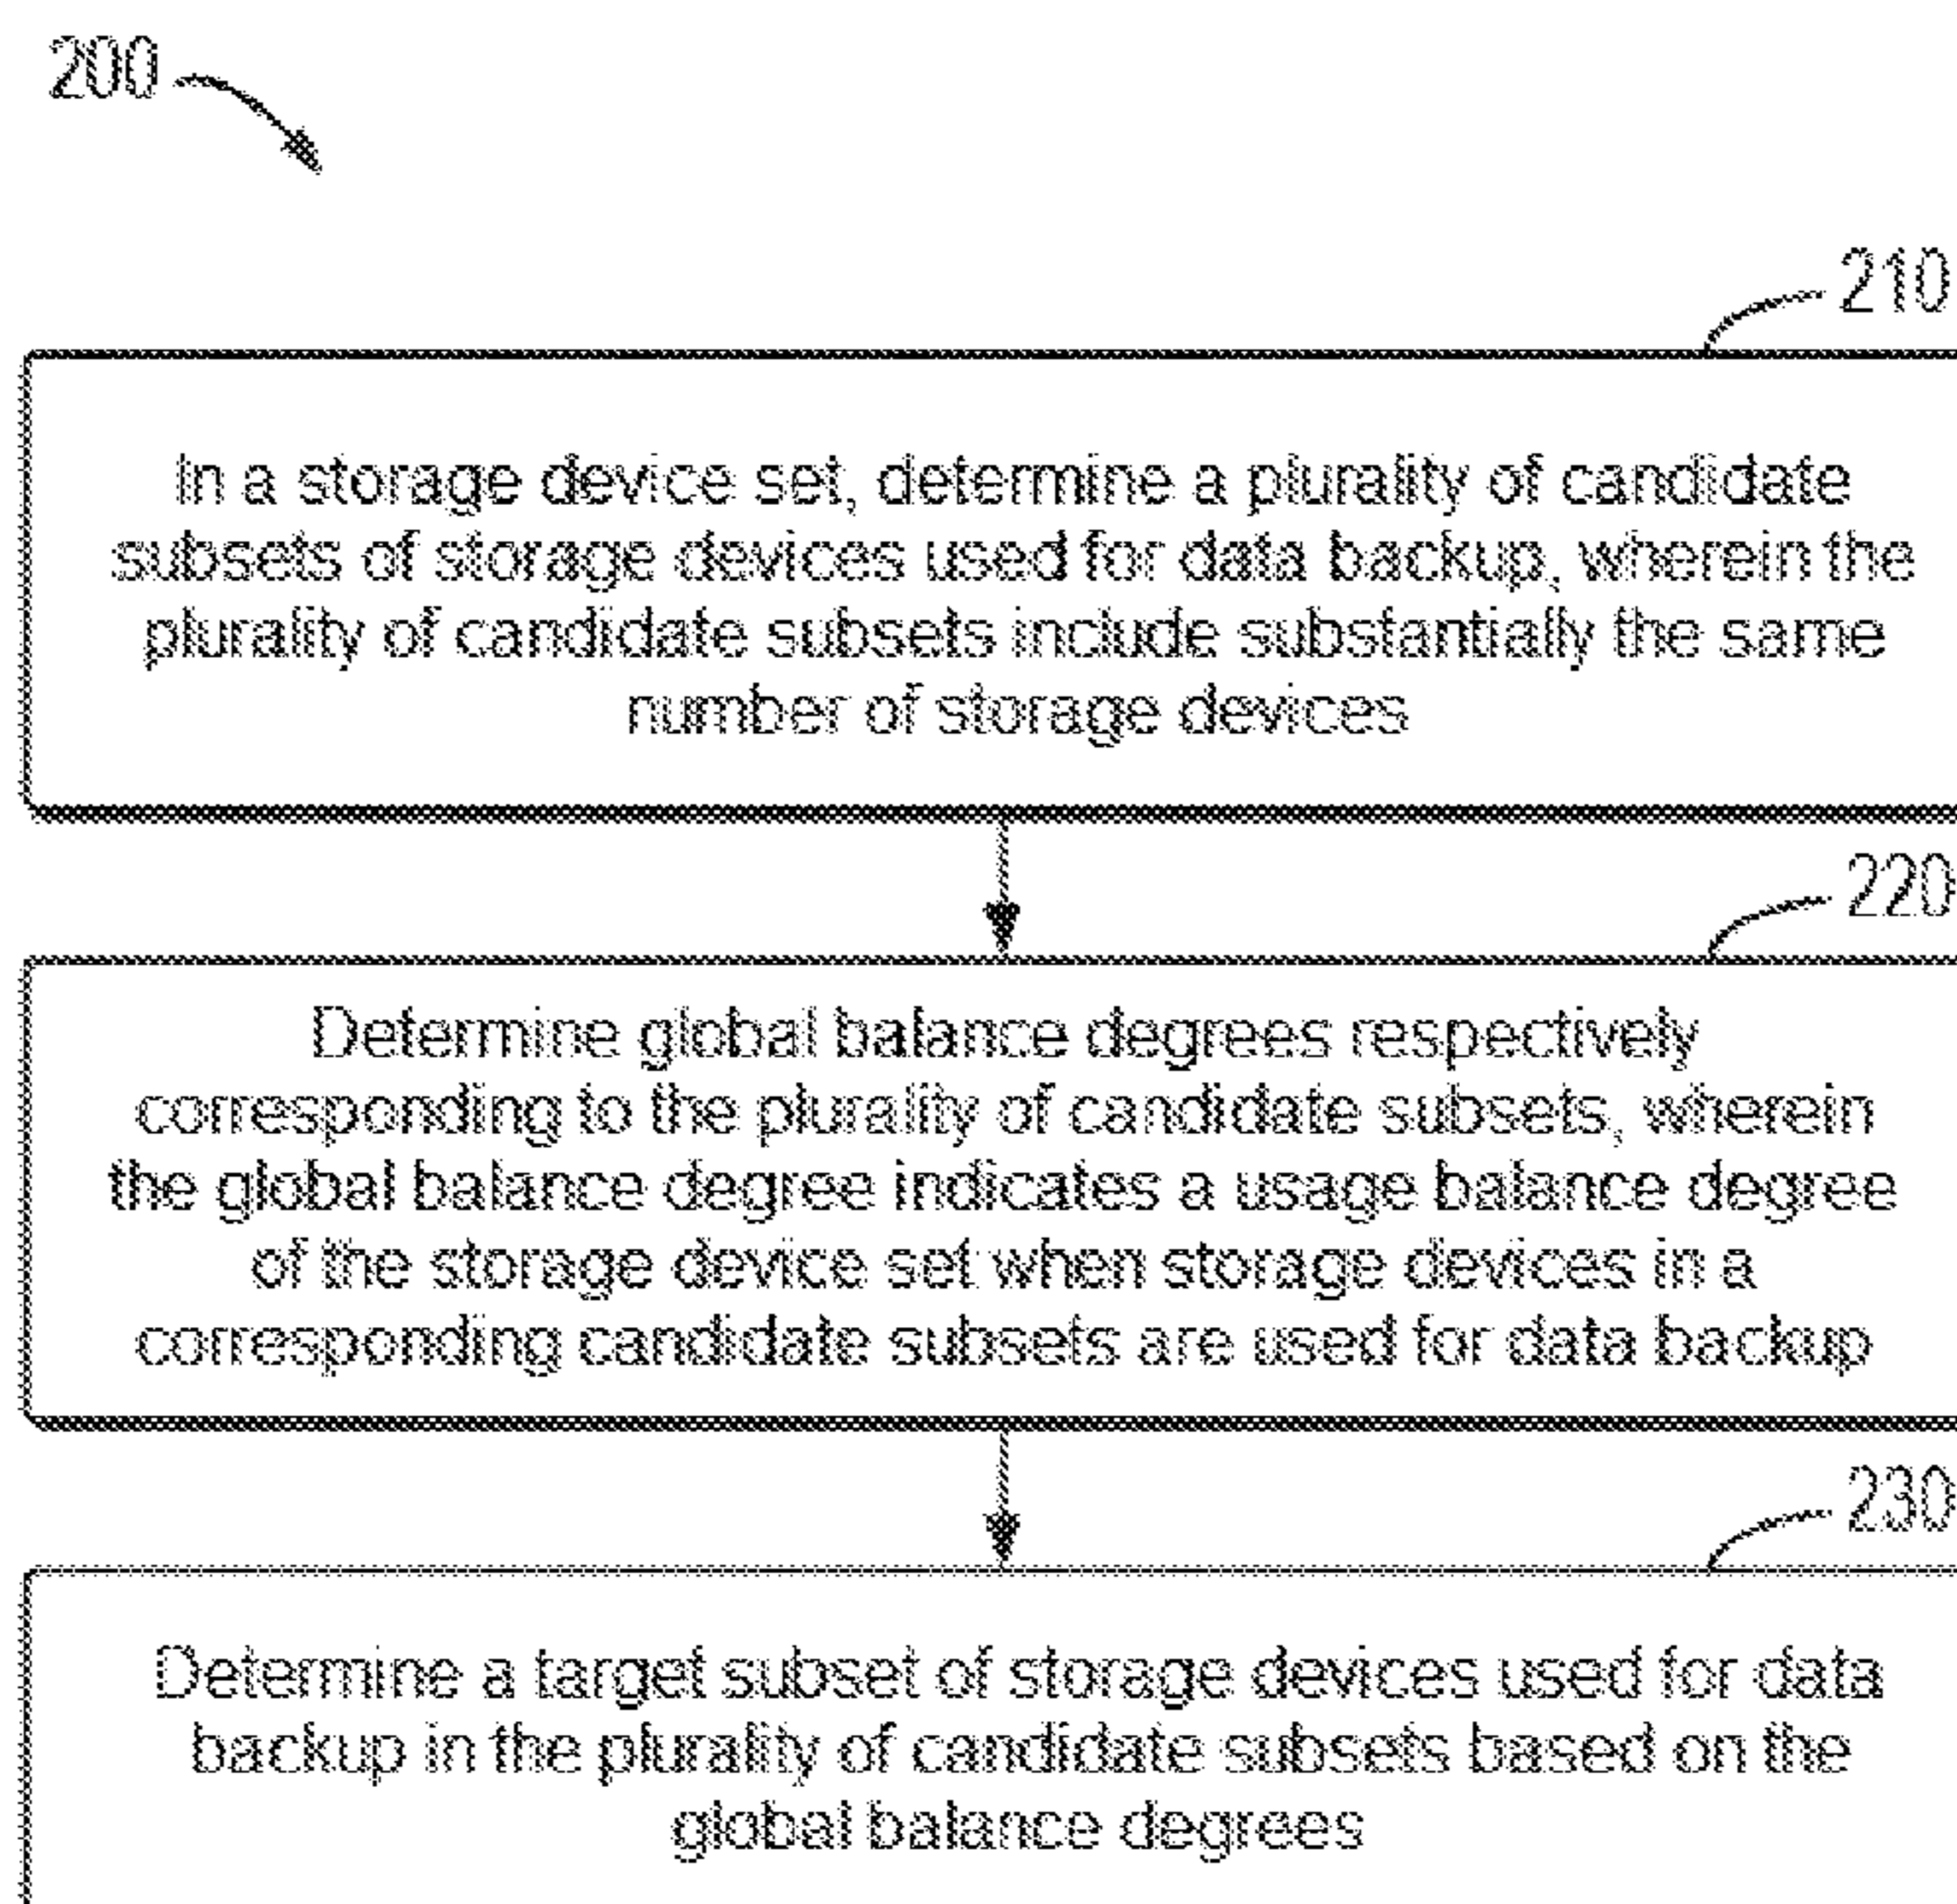 200
210
In a storage device set, determine a plurality of candidate
subsets of storage devices used for data backup, wherein the
plurality of candidate subsets include substantially the same
number of storage devices
220
Determine global balance degrees respectively
corresponding to the plurality of candidate subsets, wherein
the global balance degree indicates a usage balance degree
of the storage device set when storage devices in a
corresponding candidate subsets are used for data backup
230
Determine a target subset of storage devices used for data
backup in the plurality of candidate subsets based on the
global balance degrees